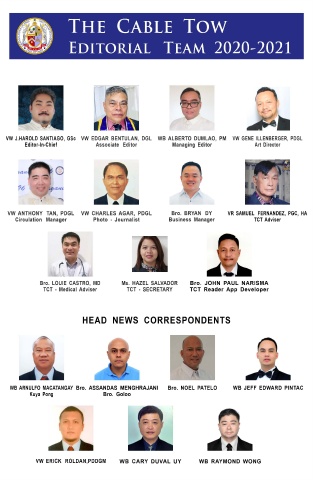 THE CABLE TOW
EDITORIAL TEAM 2020-2021
VW J.HAROLD SANTIAGO, GSc
Editor-In-Chief
VW EDGAR BENTULAN, DGL
Associate Editor
WB ALBERTO OUMLAO, PM
Managing Editor
VW GENE ILLENBERGER, PDGL
Art Director
VW ANTHONY TAN, PDGL
Circulation Manager
VW CHARLES AGAR, PDGL
Photo - Journalist
Bro. BRYAN DY
Business Manager
VR SAMUEL FERNANDEZ, PGC, HA
TCT Adviser
Bro. LOUIE CASTRO, MD
TCT - Medical Adviser
Ms. HAZEL SALVADOR
TCT - SECRETARY
Bro. JOHN PAUL NARISMA
TCT Reader App Developer
HEAD NEWS CORRESPONDENTS
WB ARNULFO MACATANGAY
Kuya Pong
Bro. ASSANDAS MENGHRAJANI
Bro. Goloo
Bro. NOEL PATELO
WB JEFF EDWARD PINTAC
VW ERICK ROLDAN,PDDGM
WB CARY DUVAL UY
WB RAYMOND WONG